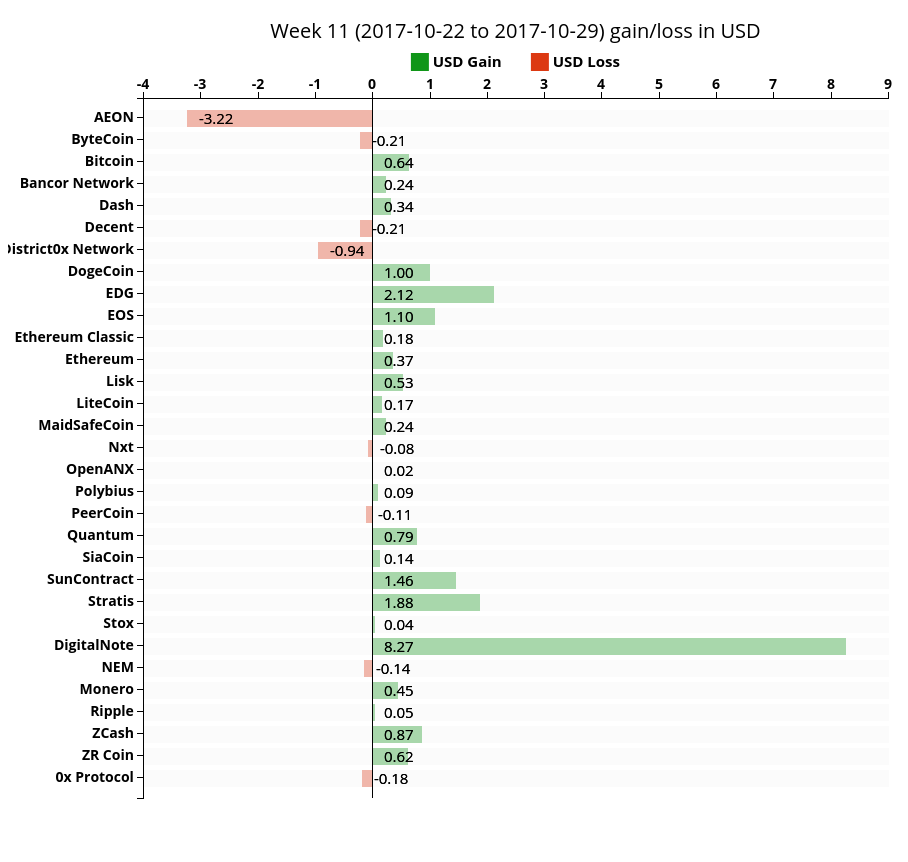 Week 11 (2017-10-22 to 2017-10-29) gain/loss in USD
USD Gain USD Loss
-4 -3 -2 -1 0 1 2 3 4 5 6 7 8 9
AEON -3.22
ByteCoin -0.21
Bitcoin 0.64
Bancor Network 0.24
Dash 0.34
Decent -0.21
District0x Network -0.94
DogeCoin 1.00
EDG 2.12
EOS 1.10
Ethereum Classic 0.18
Ethereum 0.37
Lisk 0.53
LiteCoin 0.17
MaidSafeCoin 0.24
Nxt -0.08
OpenANX 0.02
Polybius 0.09
PeerCoin -0.11
Quantum 0.79
SiaCoin 0.14
SunContract 1.46
Stratis 1.88
Stox 0.04
DigitalNote 8.27
NEM -0.14
Monero 0.45
Ripple 0.05
ZCash 0.87
ZR Coin 0.62
0x Protocol -0.18